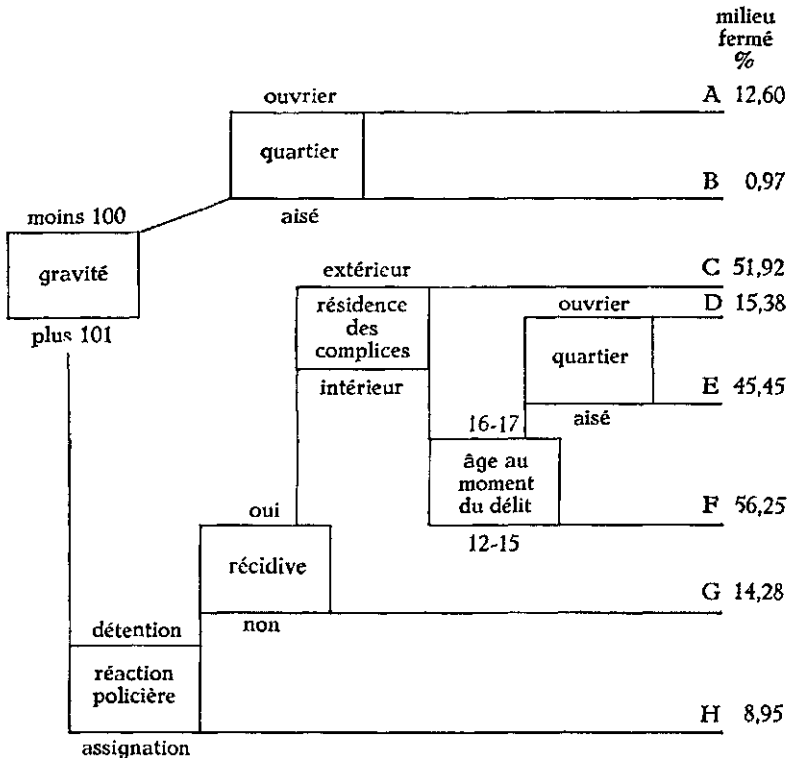 milieu
fermé
%
ouvrier
A 12,60
quartier
B 0,97
moins 100
aisé
gravité
extérieur
C 51,92
résidence
des
complices
ouvrier
D 15,38
plus 101
quartier
intérieur
E 45,45
aisé
16-17
âge au
moment
du délit
oui
F 56,25
12-15
récidive
G 14,28
détention
non
réaction
policière
H 8,95
assignation